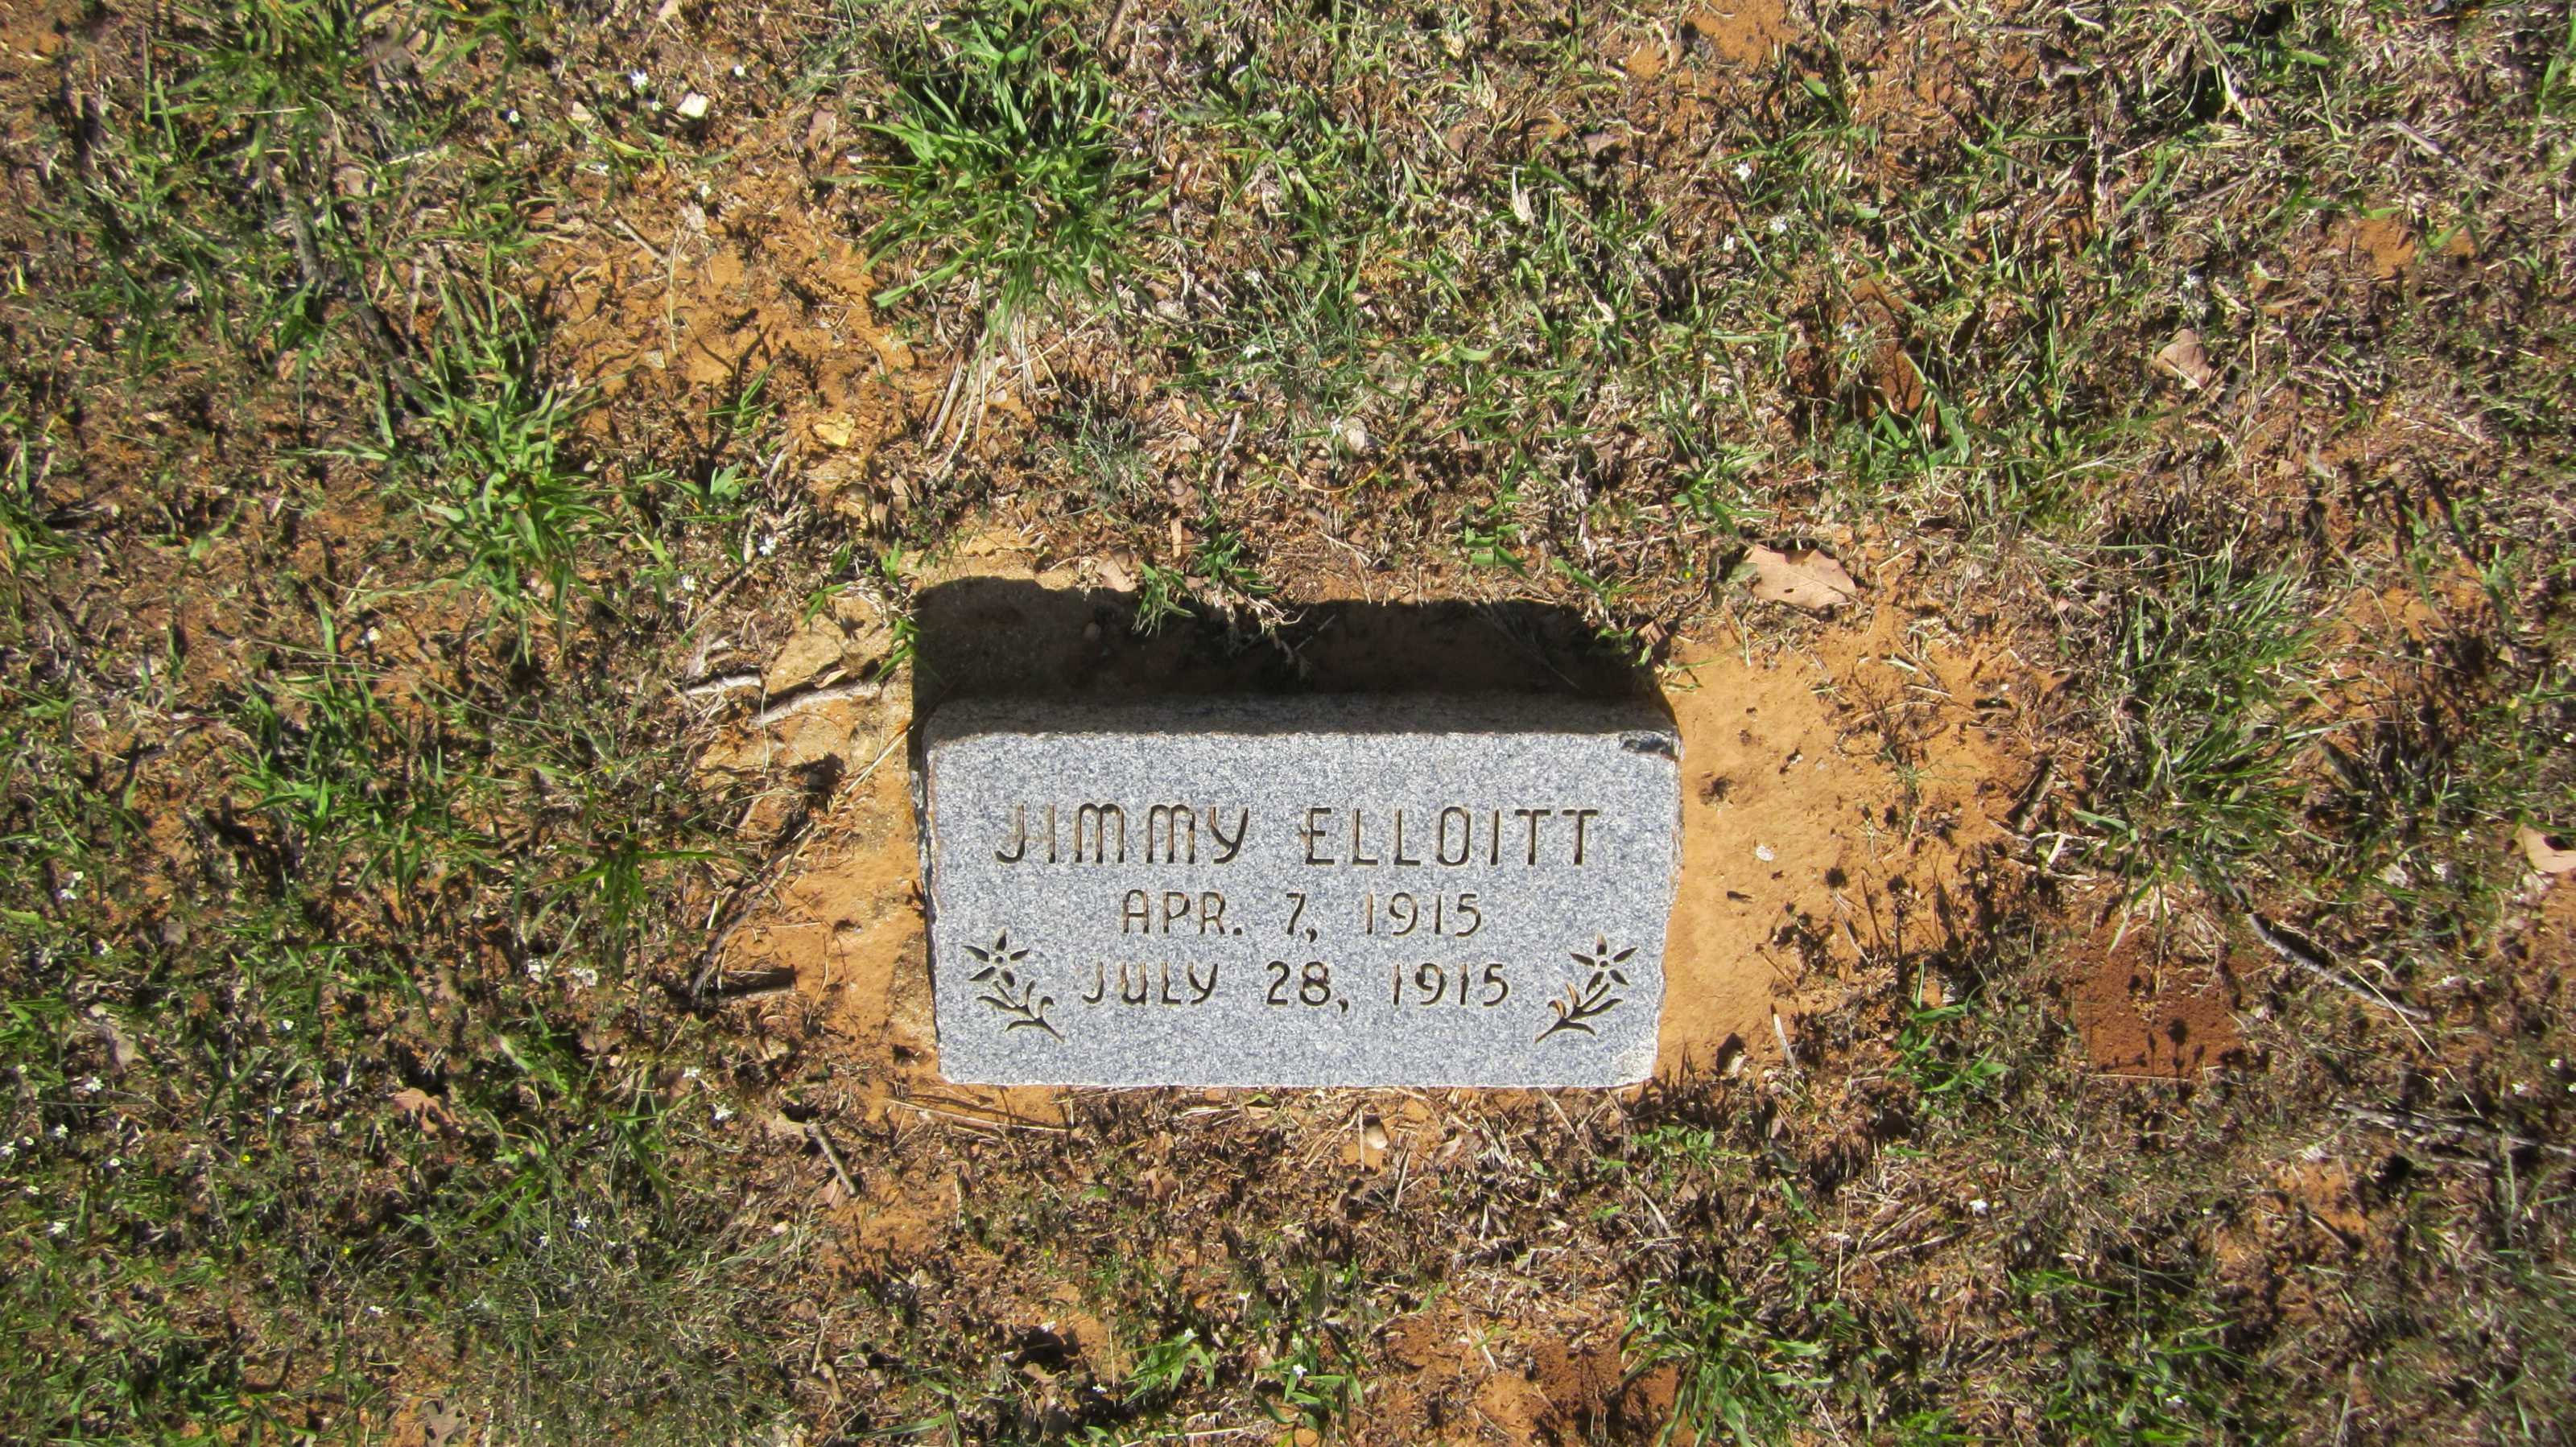 JIMMY ELLOITT
APR. 7, 1915
JULY 28, 1915